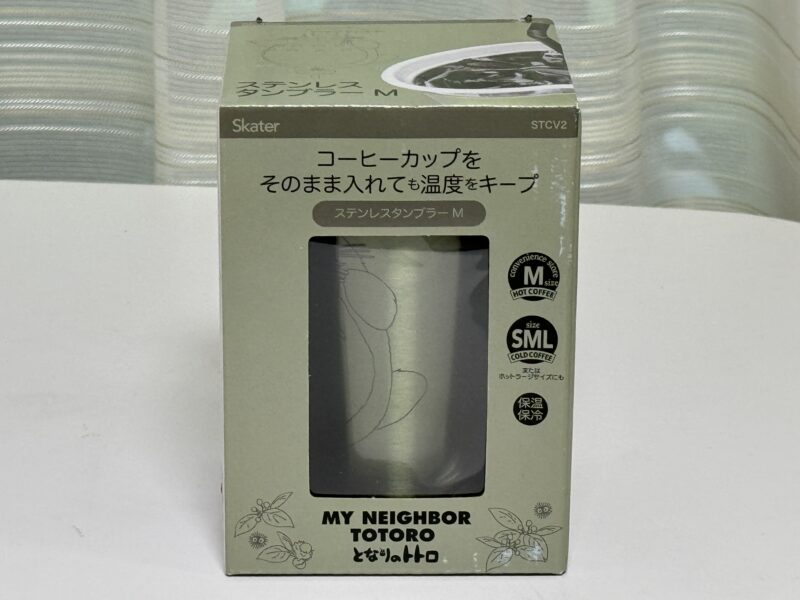 ステンレス
タンブラー M
Skater
STCV2
コーヒーカップを
そのまま入れても温度をキープ
ステンレスタンブラー M
convenience store
M size
HOT COFFEE
size
SML
COLD COFFEE
または
ホットラージサイズにも
保温
保冷
MY NEIGHBOR
TOTORO
となりのトトロ